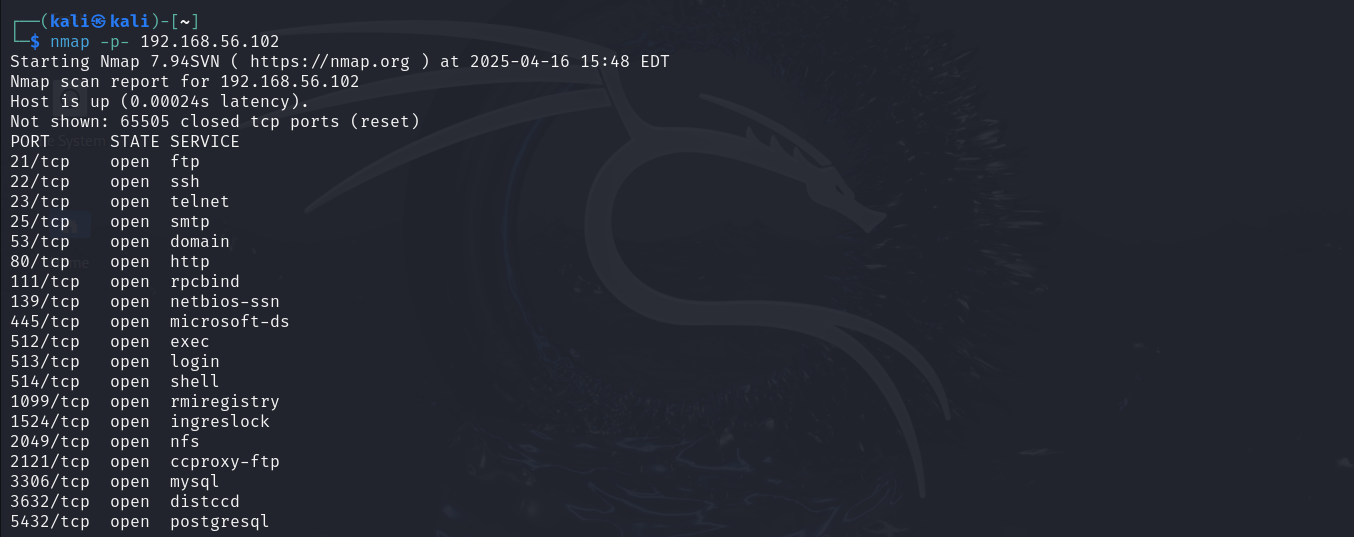 ┌──(kali㉿kali)-[~]
└─$ nmap -p- 192.168.56.102
Starting Nmap 7.94SVN ( https://nmap.org ) at 2025-04-16 15:48 EDT
Nmap scan report for 192.168.56.102
Host is up (0.00024s latency).
Not shown: 65505 closed tcp ports (reset)
PORT     STATE SERVICE
21/tcp   open  ftp
22/tcp   open  ssh
23/tcp   open  telnet
25/tcp   open  smtp
53/tcp   open  domain
80/tcp   open  http
111/tcp  open  rpcbind
139/tcp  open  netbios-ssn
445/tcp  open  microsoft-ds
512/tcp  open  exec
513/tcp  open  login
514/tcp  open  shell
1099/tcp open  rmiregistry
1524/tcp open  ingreslock
2049/tcp open  nfs
2121/tcp open  ccproxy-ftp
3306/tcp open  mysql
3632/tcp open  distccd
5432/tcp open  postgresql